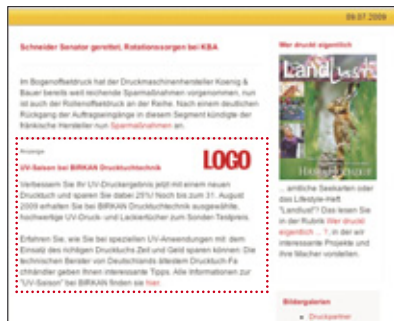 09.07.2009
Schneider Senator gerettet, Rotationssorgen bei KBA
Im Bogenoffsetdruck hat der Druckmaschinenhersteller Koenig &
Bauer bereits weit reichende Sparmaßnahmen vorgenommen, nun
ist auch der Rollenoffsetdruck an der Reihe. Nach einem deutlichen
Rückgang der Auftragseingänge in diesem Segment kündigte der
fränkische Hersteller nun Sparmaßnahmen an.
Anzeige
LOGO
UV-Saison bei BIRKAN Drucktuchtechnik
Verbessern Sie Ihr UV-Druckergebnis jetzt mit einem neuen
Drucktuch und sparen Sie dabei 25%! Noch bis zum 31. August
2009 erhalten Sie bei BIRKAN Drucktuchtechnik ausgewählte,
hochwertige UV-Druck- und Lackiertücher zum Sonder-Testpreis.
Erfahren Sie, wie Sie bei speziellen UV-Anwendungen mit dem
Einsatz des richtigen Drucktuchs Zeit und Geld sparen können: Die
technischen Berater von Deutschlands ältestem Drucktuch-Fa
chhändler geben Ihnen interessante Tipps. Alle Informationen zur
"UV-Saison" bei BIRKAN finden sie hier.
Wer druckt eigentlich
Landlust
... amtliche Seekarten oder
das Lifestyle-Heft
"Landlust"? Das lesen Sie
in der Rubrik Wer druckt
eigentlich ... ?, in der wir
interessante Projekte und
ihre Macher vorstellen.
Bildergalerien
Druckpartner